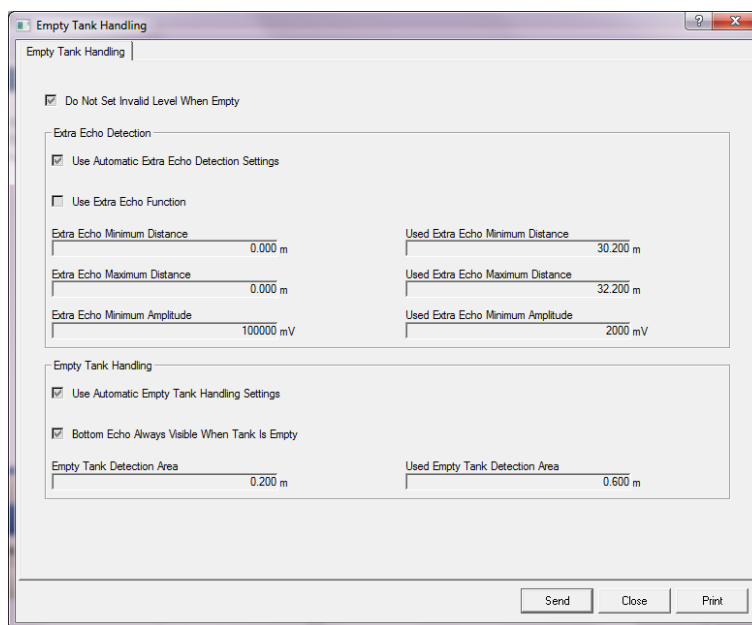 Empty Tank Handling
Empty Tank Handling
Do Not Set Invalid Level When Empty
Extra Echo Detection
Use Automatic Extra Echo Detection Settings
Use Extra Echo Function
Extra Echo Minimum Distance Used Extra Echo Minimum Distance
0.000 m 30.200 m
Extra Echo Maximum Distance Used Extra Echo Maximum Distance
0.000 m 32.200 m
Extra Echo Minimum Amplitude Used Extra Echo Minimum Amplitude
100000 mV 2000 mV
Empty Tank Handling
Use Automatic Empty Tank Handling Settings
Bottom Echo Always Visible When Tank Is Empty
Empty Tank Detection Area Used Empty Tank Detection Area
0.200 m 0.600 m
Send Close Print